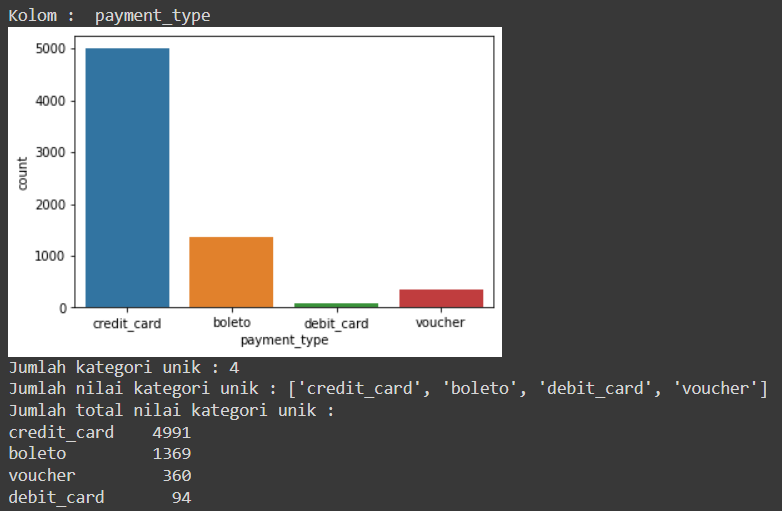 Kolom :  payment_type
5000
4000
3000
2000
1000
0
count
credit_card boleto debit_card voucher
payment_type
Jumlah kategori unik : 4
Jumlah nilai kategori unik : ['credit_card', 'boleto', 'debit_card', 'voucher']
Jumlah total nilai kategori unik :
credit_card    4991
boleto         1369
voucher         360
debit_card       94